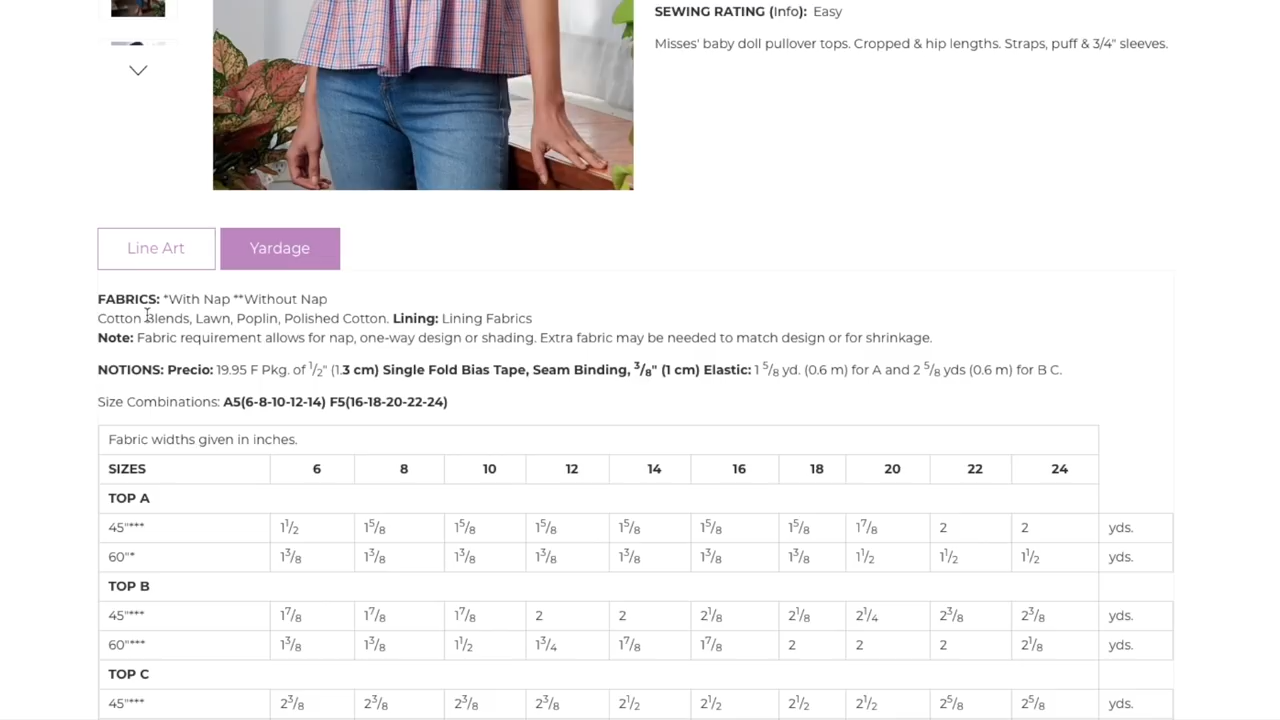 SEWING RATING (Info): Easy
Misses' baby doll pullover tops. Cropped & hip lengths. Straps, puff & 3/4" sleeves.
Line Art
Yardage
FABRICS: *With Nap **Without Nap
Cotton Blends, Lawn, Poplin, Polished Cotton. Lining: Lining Fabrics
Note: Fabric requirement allows for nap, one-way design or shading. Extra fabric may be needed to match design or for shrinkage.
NOTIONS: Precio: 19.95 F Pkg. of 1/2" (1.3 cm) Single Fold Bias Tape, Seam Binding, 3/8" (1 cm) Elastic: 1 5/8 yd. (0.6 m) for A and 2 5/8 yds (0.6 m) for B C.
Size Combinations: A5(6-8-10-12-14) F5(16-18-20-22-24)
Fabric widths given in inches.
SIZES 6 8 10 12 14 16 18 20 22 24
TOP A
45"*** 1 1/2 1 5/8 1 5/8 1 5/8 1 5/8 1 5/8 1 5/8 1 7/8 2 2 yds.
60"* 1 3/8 1 3/8 1 3/8 1 3/8 1 3/8 1 3/8 1 3/8 1 1/2 1 1/2 1 1/2 yds.
TOP B
45"*** 1 7/8 1 7/8 1 7/8 2 2 2 1/8 2 1/8 2 1/4 2 3/8 2 3/8 yds.
60"*** 1 3/8 1 3/8 1 1/2 1 3/4 1 7/8 1 7/8 2 2 2 2 1/8 yds.
TOP C
45"*** 2 3/8 2 3/8 2 3/8 2 3/8 2 1/2 2 1/2 2 1/2 2 1/2 2 5/8 2 5/8 yds.